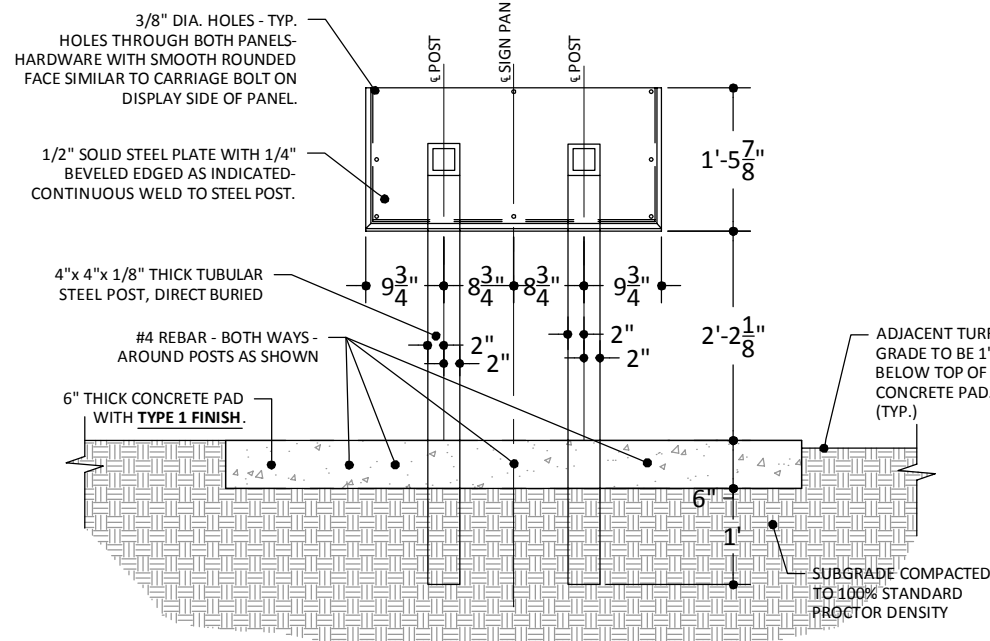 3/8" DIA. HOLES - TYP.
HOLES THROUGH BOTH PANELS-
HARDWARE WITH SMOOTH ROUNDED
FACE SIMILAR TO CARRIAGE BOLT ON
DISPLAY SIDE OF PANEL.
℄ POST
℄ SIGN PAN
℄ POST
1/2" SOLID STEEL PLATE WITH 1/4"
BEVELED EDGED AS INDICATED-
CONTINUOUS WELD TO STEEL POST.
1'-5 7/8"
9 3/4"
8 3/4"
8 3/4"
9 3/4"
4"x 4"x 1/8" THICK TUBULAR
STEEL POST, DIRECT BURIED
2'-2 1/8"
#4 REBAR - BOTH WAYS -
AROUND POSTS AS SHOWN
2"
2"
2"
2"
ADJACENT TURF
GRADE TO BE 1"
BELOW TOP OF
CONCRETE PAD
(TYP.)
6" THICK CONCRETE PAD
WITH TYPE 1 FINISH.
6"
1'
SUBGRADE COMPACTED
TO 100% STANDARD
PROCTOR DENSITY